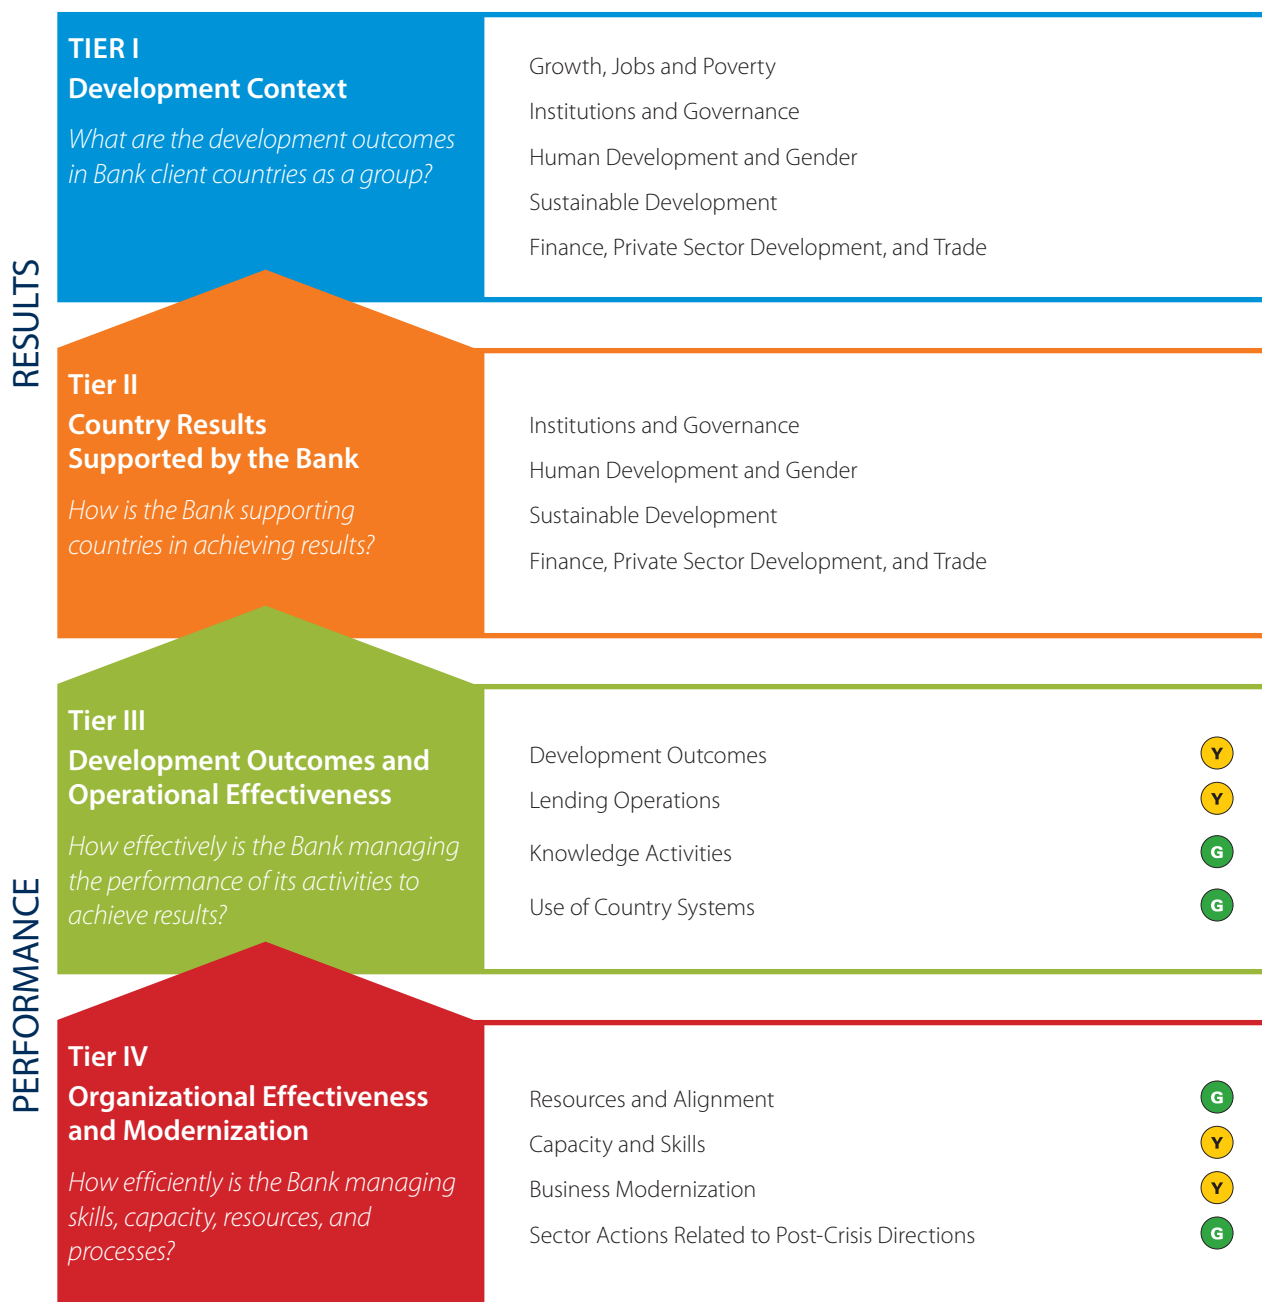 RESULTS
TIER I
Development Context
What are the development outcomes
in Bank client countries as a group?
Growth, Jobs and Poverty
Institutions and Governance
Human Development and Gender
Sustainable Development
Finance, Private Sector Development, and Trade
Tier II
Country Results
Supported by the Bank
How is the Bank supporting
countries in achieving results?
Institutions and Governance
Human Development and Gender
Sustainable Development
Finance, Private Sector Development, and Trade
PERFORMANCE
Tier III
Development Outcomes and
Operational Effectiveness
How effectively is the Bank managing
the performance of its activities to
achieve results?
Development Outcomes Y
Lending Operations Y
Knowledge Activities G
Use of Country Systems G
Tier IV
Organizational Effectiveness
and Modernization
How efficiently is the Bank managing
skills, capacity, resources, and
processes?
Resources and Alignment G
Capacity and Skills Y
Business Modernization Y
Sector Actions Related to Post-Crisis Directions G